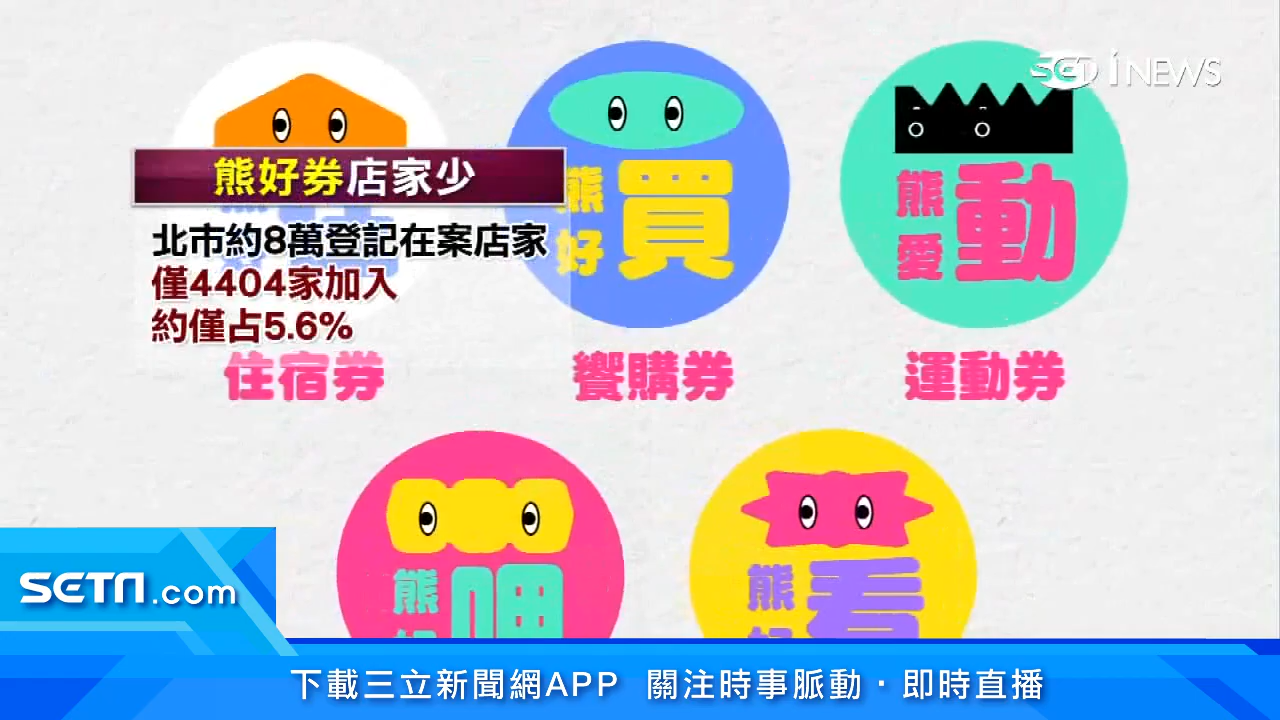 SET iNEWS
熊好券店家少
北市約8萬登記在案店家
僅4404家加入
約僅占5.6%
熊好
買
熊愛
動
住宿券
饗購券
運動券
熊
呷
熊
看
SETN.com
下載三立新聞網APP 關注時事脈動・即時直播